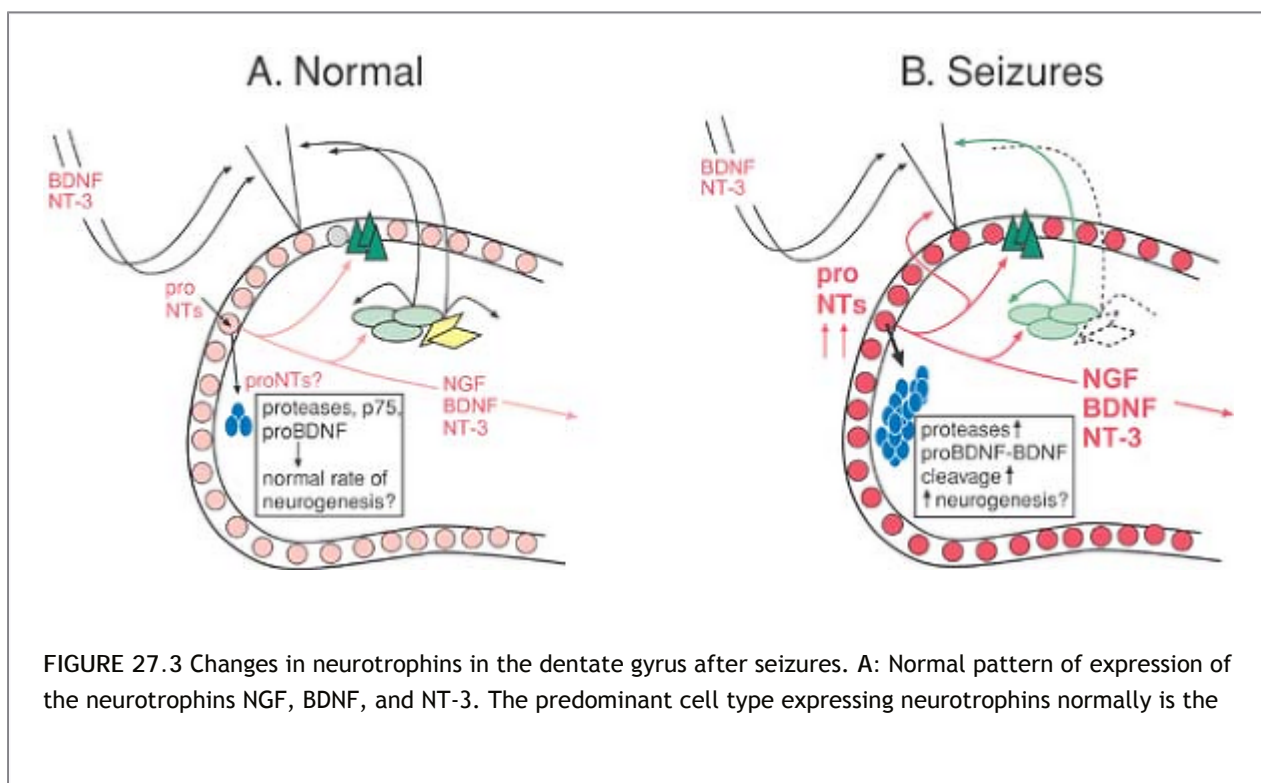 A. Normal
BDNF
NT-3
pro
NTs
proNTs?
proteases, p75,
proBDNF
normal rate of
neurogenesis?
NGF
BDNF
NT-3
B. Seizures
BDNF
NT-3
pro
NTs
proteases↑
proBDNF-BDNF
cleavage↑
↑neurogenesis?
NGF
BDNF
NT-3
FIGURE 27.3 Changes in neurotrophins in the dentate gyrus after seizures. A: Normal pattern of expression of
the neurotrophins NGF, BDNF, and NT-3. The predominant cell type expressing neurotrophins normally is the